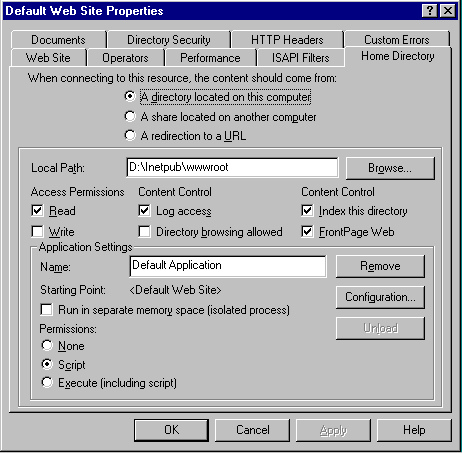 Default Web Site Properties
Documents Directory Security HTTP Headers Custom Errors
Web Site Operators Performance ISAPI Filters Home Directory
When connecting to this resource, the content should come from:
A directory located on this computer
A share located on another computer
A redirection to a URL
Local Path: D:\Inetpub\wwwroot Browse...
Access Permissions Content Control Content Control
Read Log access Index this directory
Write Directory browsing allowed FrontPage Web
Application Settings
Name: Default Application Remove
Starting Point: <Default Web Site> Configuration...
Run in separate memory space (isolated process)
Unload
Permissions:
None
Script
Execute (including script)
OK Cancel Apply Help